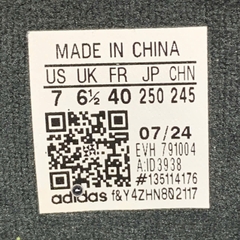 MADE IN CHINA
US UK FR JP CHN
7 6½ 40 250 245
07/24
EVH 791004
A:ID3938
#135114176
adidas f&Y4ZHN802117